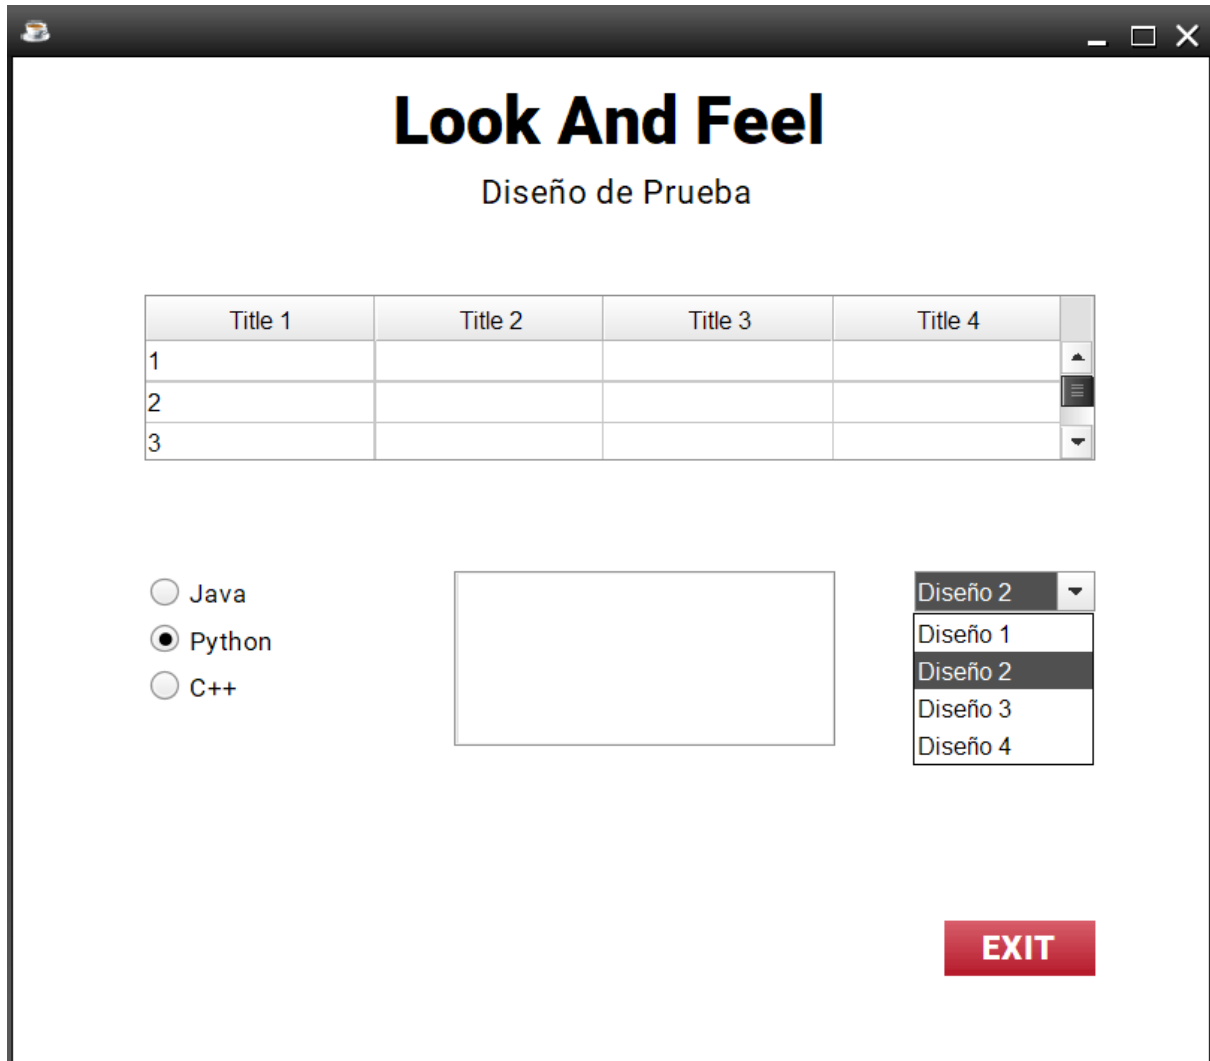 Look And Feel
Diseño de Prueba
Title 1 Title 2 Title 3 Title 4
1
2
3
Java
Python
C++
Diseño 2
Diseño 1
Diseño 2
Diseño 3
Diseño 4
EXIT